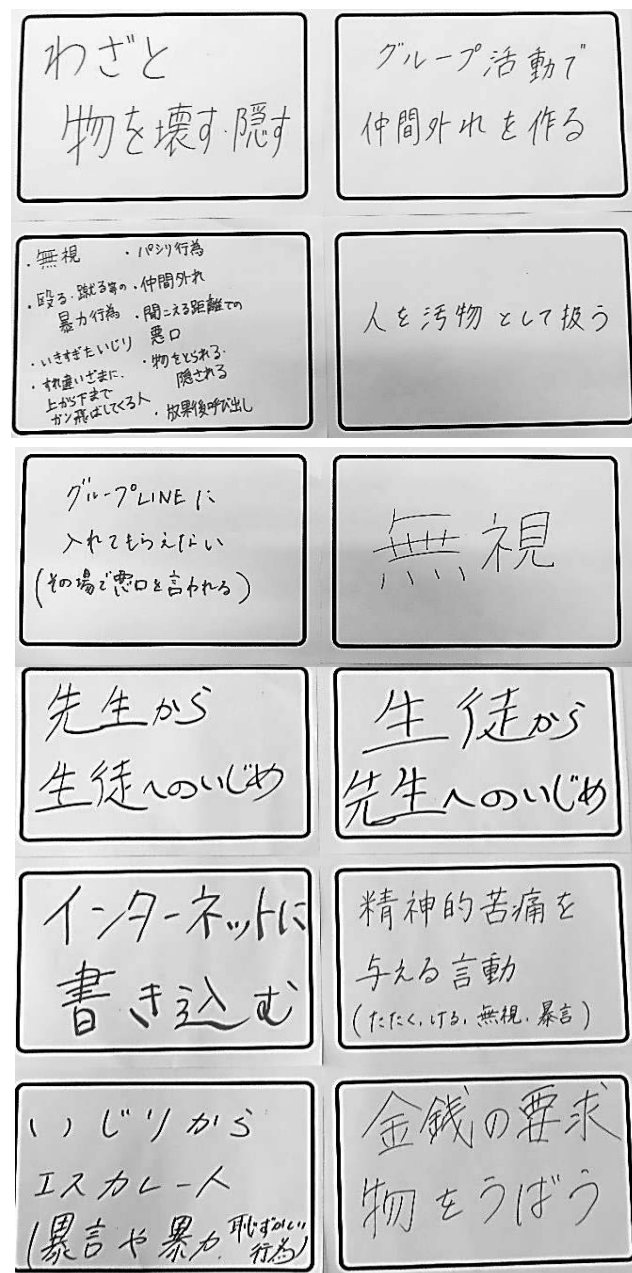 わざと
物を壊す・隠す
グループ活動で
仲間外れを作る
・無視
・殴る・蹴る等の
暴力行為
・いきすぎたいじり
・すれ違いざまに、
上から下まで
ガン飛ばしてくる人
・パシリ行為
・仲間外れ
・聞こえる距離での
悪口
・物をとられる・
隠される
・放課後呼び出し
人を汚物として扱う
グループLINEに
入れてもらえない
(その場で悪口を言われる)
無視
先生から
生徒へのいじめ
生徒から
先生へのいじめ
インターネットに
書き込む
精神的苦痛を
与える言動
(たたく、ける、無視、暴言)
いじりから
エスカレート
(暴言や暴力、恥ずかしい
行為)
金銭の要求
物をうばう